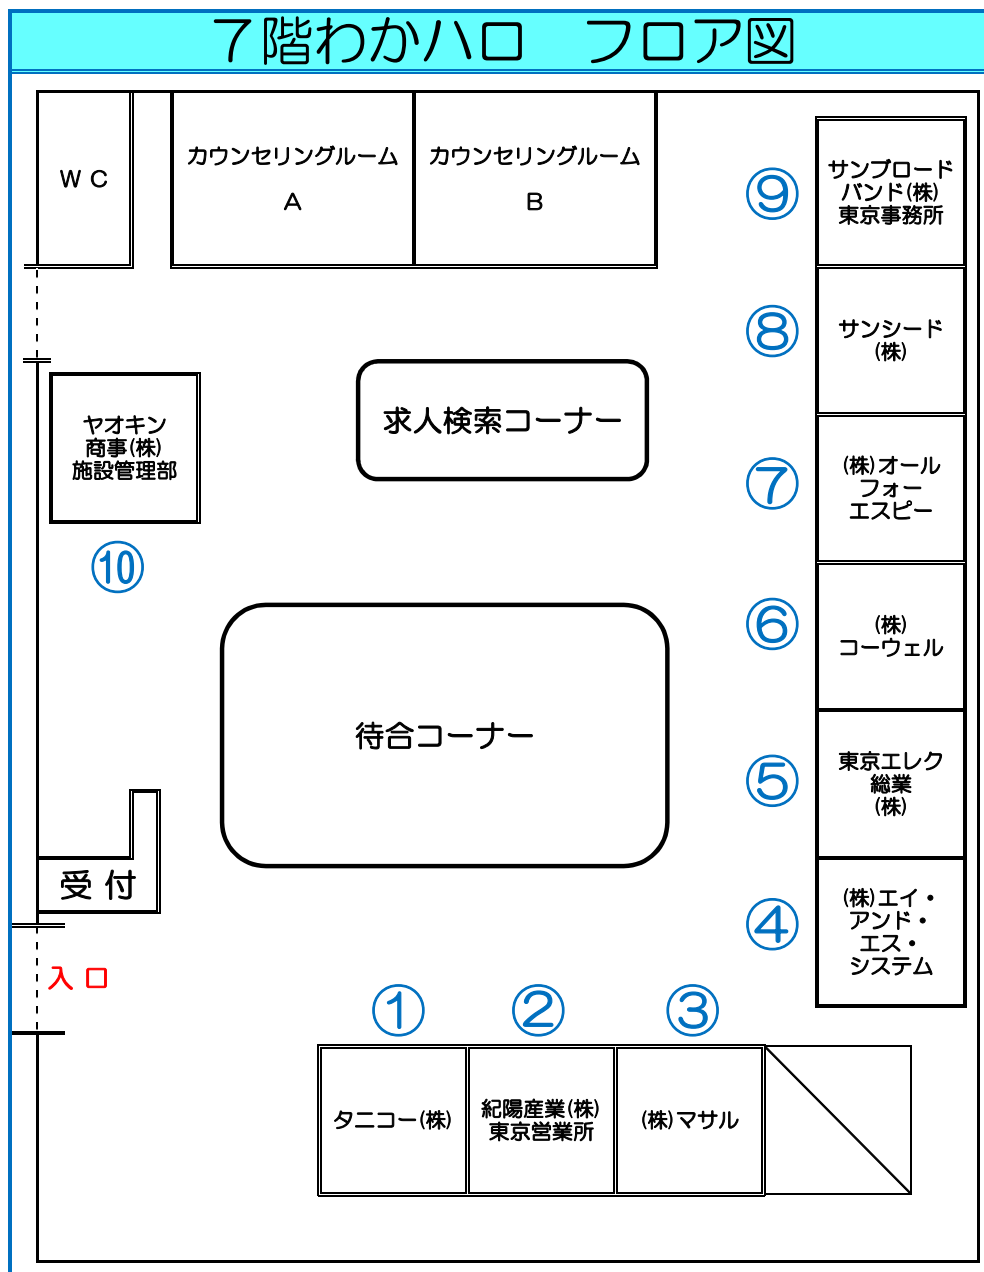 7階わかハロ　フロア図
WC
カウンセリングルーム
A
カウンセリングルーム
B
⑨
サンブロード
バンド(株)
東京事務所
⑧
サンシード
(株)
求人検索コーナー
ヤオキン
商事(株)
施設管理部
⑩
⑦
(株)オール
フォー
エスピー
⑥
(株)
コーウェル
待合コーナー
⑤
東京エレク
総業
(株)
受付
④
(株)エイ・
アンド・
エス・
システム
入口
①
②
③
タニコー(株)
紀陽産業(株)
東京営業所
(株)マサル